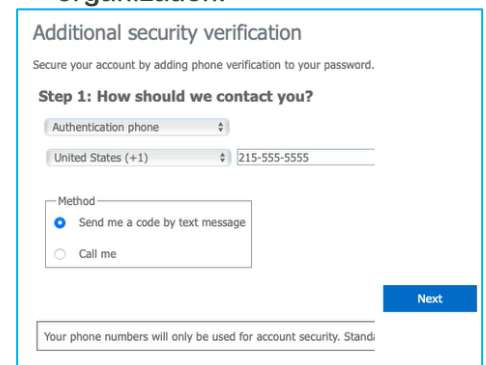 organization.
Additional security verification
Secure your account by adding phone verification to your password.
Step 1: How should we contact you?
Authentication phone
United States (+1) 215-555-5555
Method
Send me a code by text message
Call me
Next
Your phone numbers will only be used for account security.